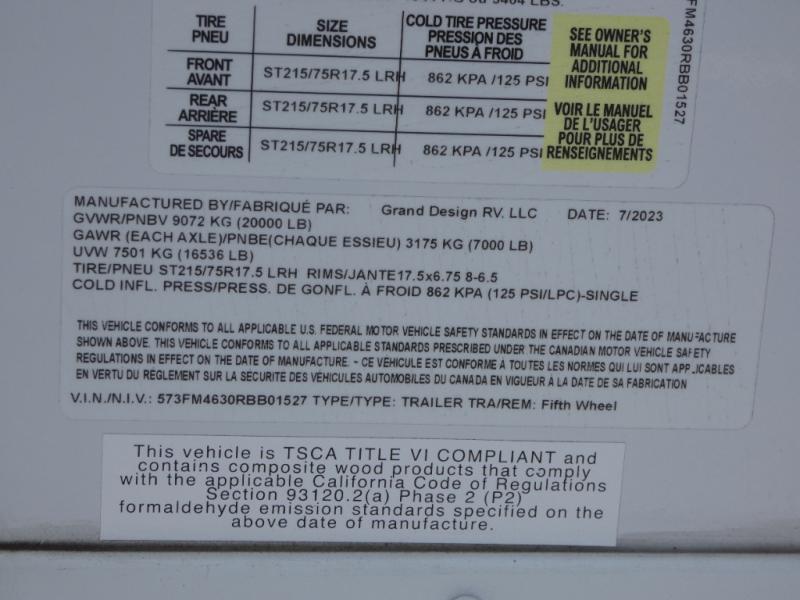 5404 LBS.
TIRE PNEU SIZE DIMENSIONS COLD TIRE PRESSURE PRESSION DES PNEUS À FROID
FRONT AVANT ST215/75R17.5 LRH 862 KPA /125 PSI
REAR ARRIÈRE ST215/75R17.5 LRH 862 KPA /125 PSI
SPARE DE SECOURS ST215/75R17.5 LRH 862 KPA /125 PSI
SEE OWNER'S
MANUAL FOR
ADDITIONAL
INFORMATION
VOIR LE MANUEL
DE L'USAGER
POUR PLUS DE
RENSEIGNEMENTS
FM4630RBB01527
MANUFACTURED BY/FABRIQUÉ PAR: Grand Design RV. LLC DATE: 7/2023
GVWR/PNBV 9072 KG (20000 LB)
GAWR (EACH AXLE)/PNBE(CHAQUE ESSIEU) 3175 KG (7000 LB)
UVW 7501 KG (16536 LB)
TIRE/PNEU ST215/75R17.5 LRH RIMS/JANTE17.5x6.75 8-6.5
COLD INFL. PRESS/PRESS. DE GONFL. À FROID 862 KPA (125 PSI/LPC)-SINGLE
THIS VEHICLE CONFORMS TO ALL APPLICABLE U.S. FEDERAL MOTOR VEHICLE SAFETY STANDARDS IN EFFECT ON THE DATE OF MANUFACTURE
SHOWN ABOVE. THIS VEHICLE CONFORMS TO ALL APPLICABLE STANDARDS PRESCRIBED UNDER THE CANADIAN MOTOR VEHICLE SAFETY
REGULATIONS IN EFFECT ON THE DATE OF MANUFACTURE. - CE VÉHICULE EST CONFORME À TOUTES LES NORMES QUI LUI SONT APPLICABLES
EN VERTU DU RÈGLEMENT SUR LA SÉCURITÉ DES VÉHICULES AUTOMOBILES DU CANADA EN VIGUEUR A LA DATE DE SA FABRICATION
V.I.N./N.I.V.: 573FM4630RBB01527 TYPE/TYPE: TRAILER TRA/REM: Fifth Wheel
This vehicle is TSCA TITLE VI COMPLIANT and
contains composite wood products that comply
with the applicable California Code of Regulations
Section 93120.2(a) Phase 2 (P2)
formaldehyde emission standards specified on the
above date of manufacture.